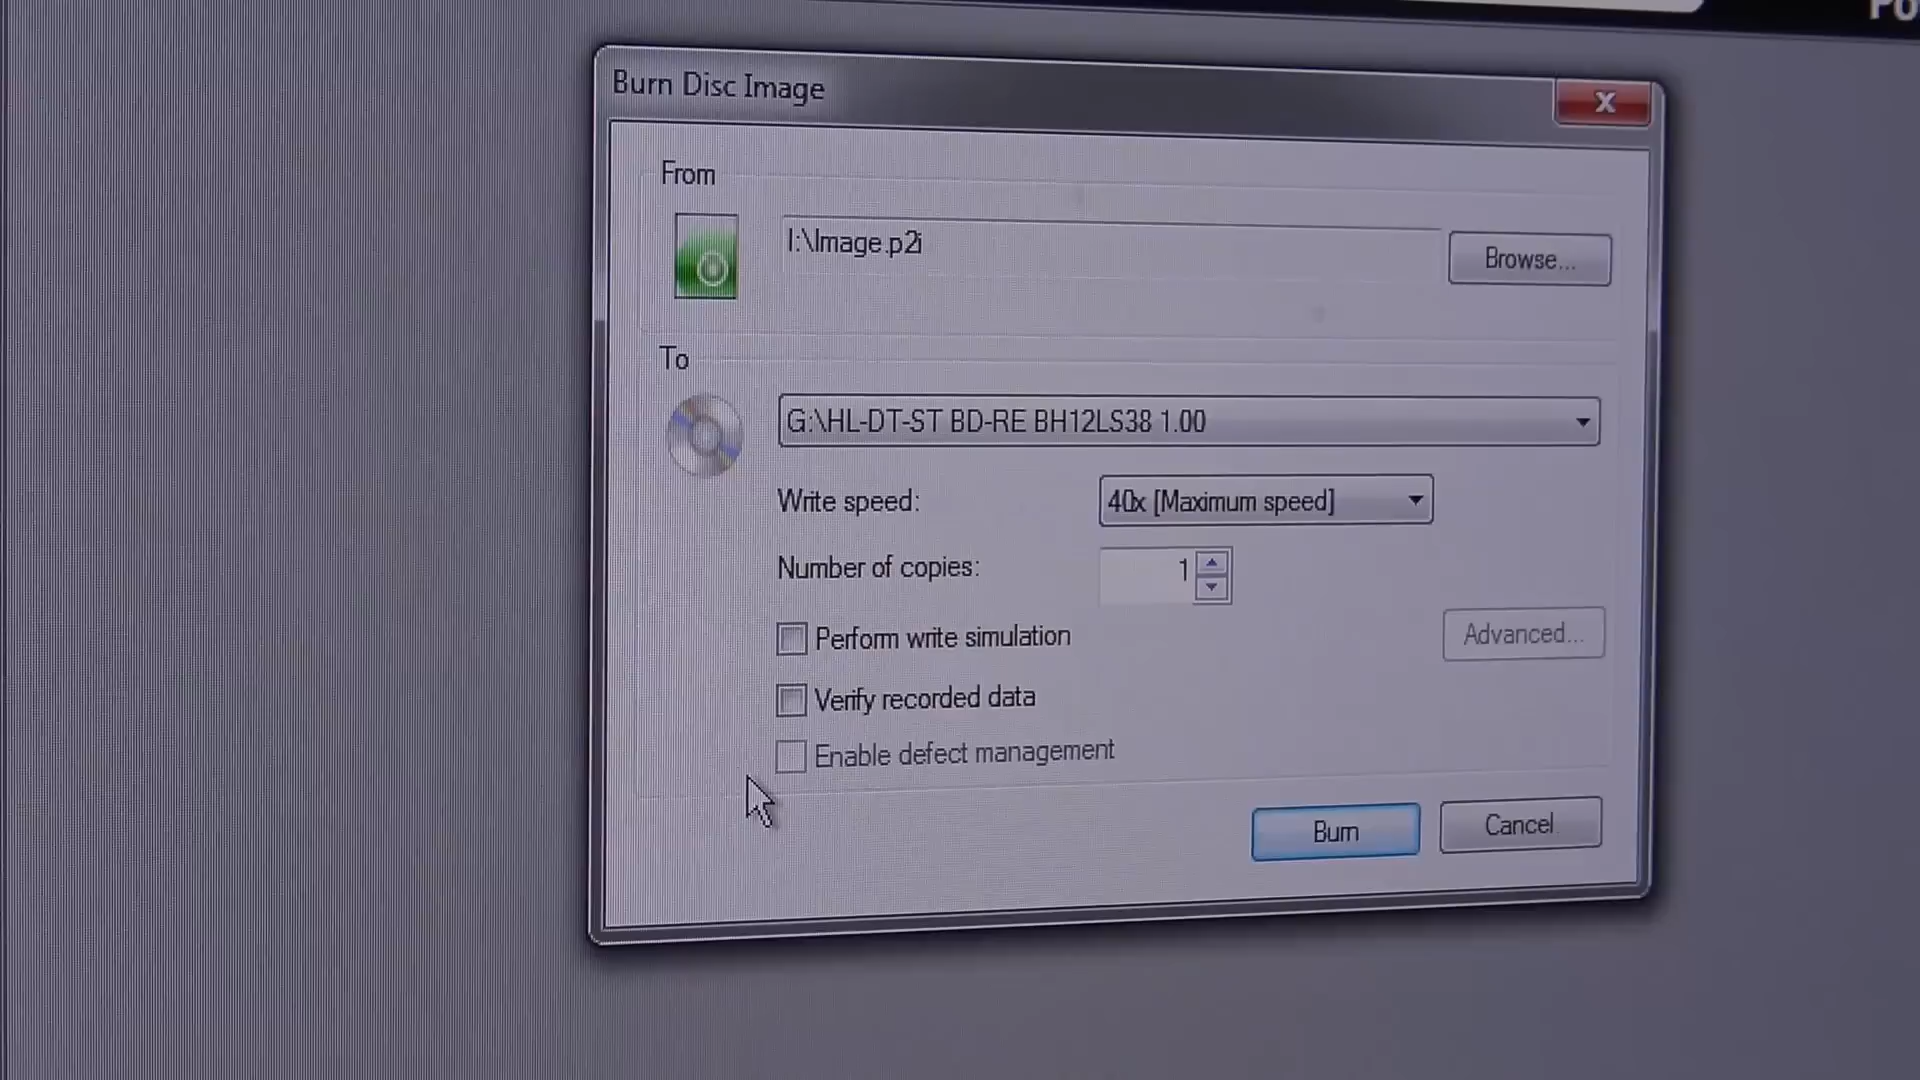 Po
Burn Disc Image
From
I:\Image.p2i
Browse...
To
G:\HL-DT-ST BD-RE BH12LS38 1.00
Write speed:
40x [Maximum speed]
Number of copies:
1
Perform write simulation
Advanced...
Verify recorded data
Enable defect management
Burn
Cancel